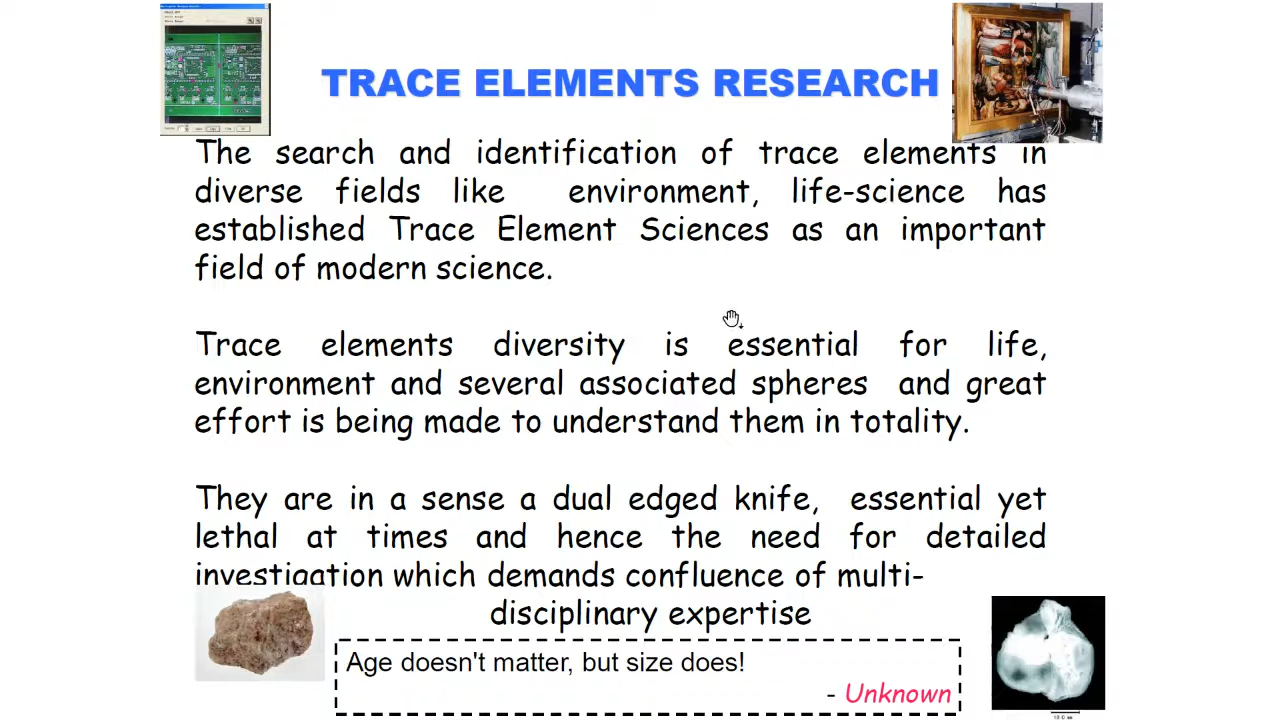 TRACE ELEMENTS RESEARCH
The search and identification of trace elements in
diverse fields like environment, life-science has
established Trace Element Sciences as an important
field of modern science.
Trace elements diversity is essential for life,
environment and several associated spheres and great
effort is being made to understand them in totality.
They are in a sense a dual edged knife, essential yet
lethal at times and hence the need for detailed
investigation which demands confluence of multi-
disciplinary expertise
Age doesn't matter, but size does!
- Unknown